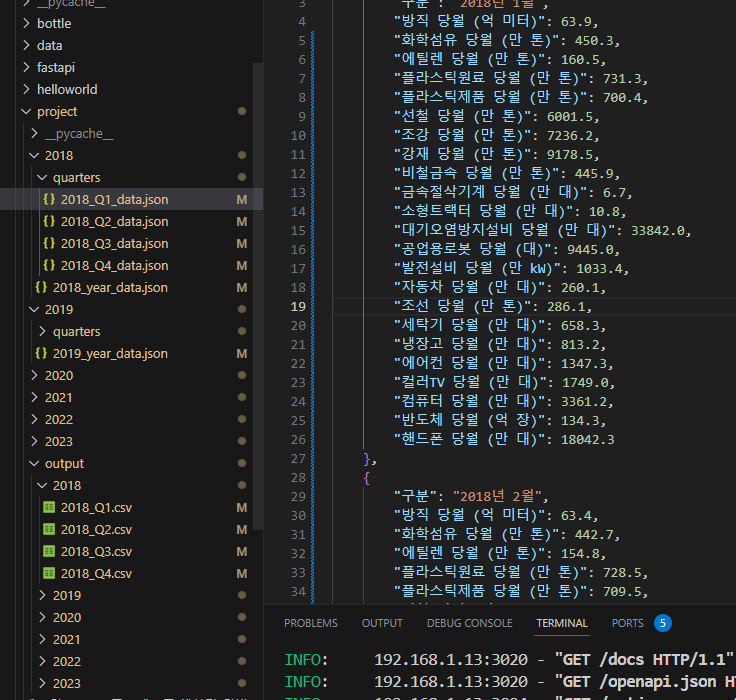 __pycache__
bottle
data
fastapi
helloworld
project
__pycache__
2018
quarters
{} 2018_Q1_data.json M
{} 2018_Q2_data.json M
{} 2018_Q3_data.json M
{} 2018_Q4_data.json M
{} 2018_year_data.json M
2019
quarters
{} 2019_year_data.json M
2020
2021
2022
2023
output
2018
2018_Q1.csv M
2018_Q2.csv M
2018_Q3.csv M
2018_Q4.csv M
2019
2020
2021
2022
2023
3 "구분": "2018년 1월",
4 "방직 당월 (억 미터)": 63.9,
5 "화학섬유 당월 (만 톤)": 450.3,
6 "에틸렌 당월 (만 톤)": 160.5,
7 "플라스틱원료 당월 (만 톤)": 731.3,
8 "플라스틱제품 당월 (만 톤)": 700.4,
9 "선철 당월 (만 톤)": 6001.5,
10 "조강 당월 (만 톤)": 7236.2,
11 "강재 당월 (만 톤)": 9178.5,
12 "비철금속 당월 (만 톤)": 445.9,
13 "금속절삭기계 당월 (만 대)": 6.7,
14 "소형트랙터 당월 (만 대)": 10.8,
15 "대기오염방지설비 당월 (만 대)": 33842.0,
16 "공업용로봇 당월 (대)": 9445.0,
17 "발전설비 당월 (만 kW)": 1033.4,
18 "자동차 당월 (만 대)": 260.1,
19 "조선 당월 (만 톤)": 286.1,
20 "세탁기 당월 (만 대)": 658.3,
21 "냉장고 당월 (만 대)": 813.2,
22 "에어컨 당월 (만 대)": 1347.3,
23 "컬러TV 당월 (만 대)": 1749.0,
24 "컴퓨터 당월 (만 대)": 3361.2,
25 "반도체 당월 (억 장)": 134.3,
26 "핸드폰 당월 (만 대)": 18042.3
27 },
28 {
29 "구분": "2018년 2월",
30 "방직 당월 (억 미터)": 63.4,
31 "화학섬유 당월 (만 톤)": 442.7,
32 "에틸렌 당월 (만 톤)": 154.8,
33 "플라스틱원료 당월 (만 톤)": 728.5,
34 "플라스틱제품 당월 (만 톤)": 709.5,
PROBLEMS OUTPUT DEBUG CONSOLE TERMINAL PORTS 5
INFO: 192.168.1.13:3020 - "GET /docs HTTP/1.1"
INFO: 192.168.1.13:3020 - "GET /openapi.json H